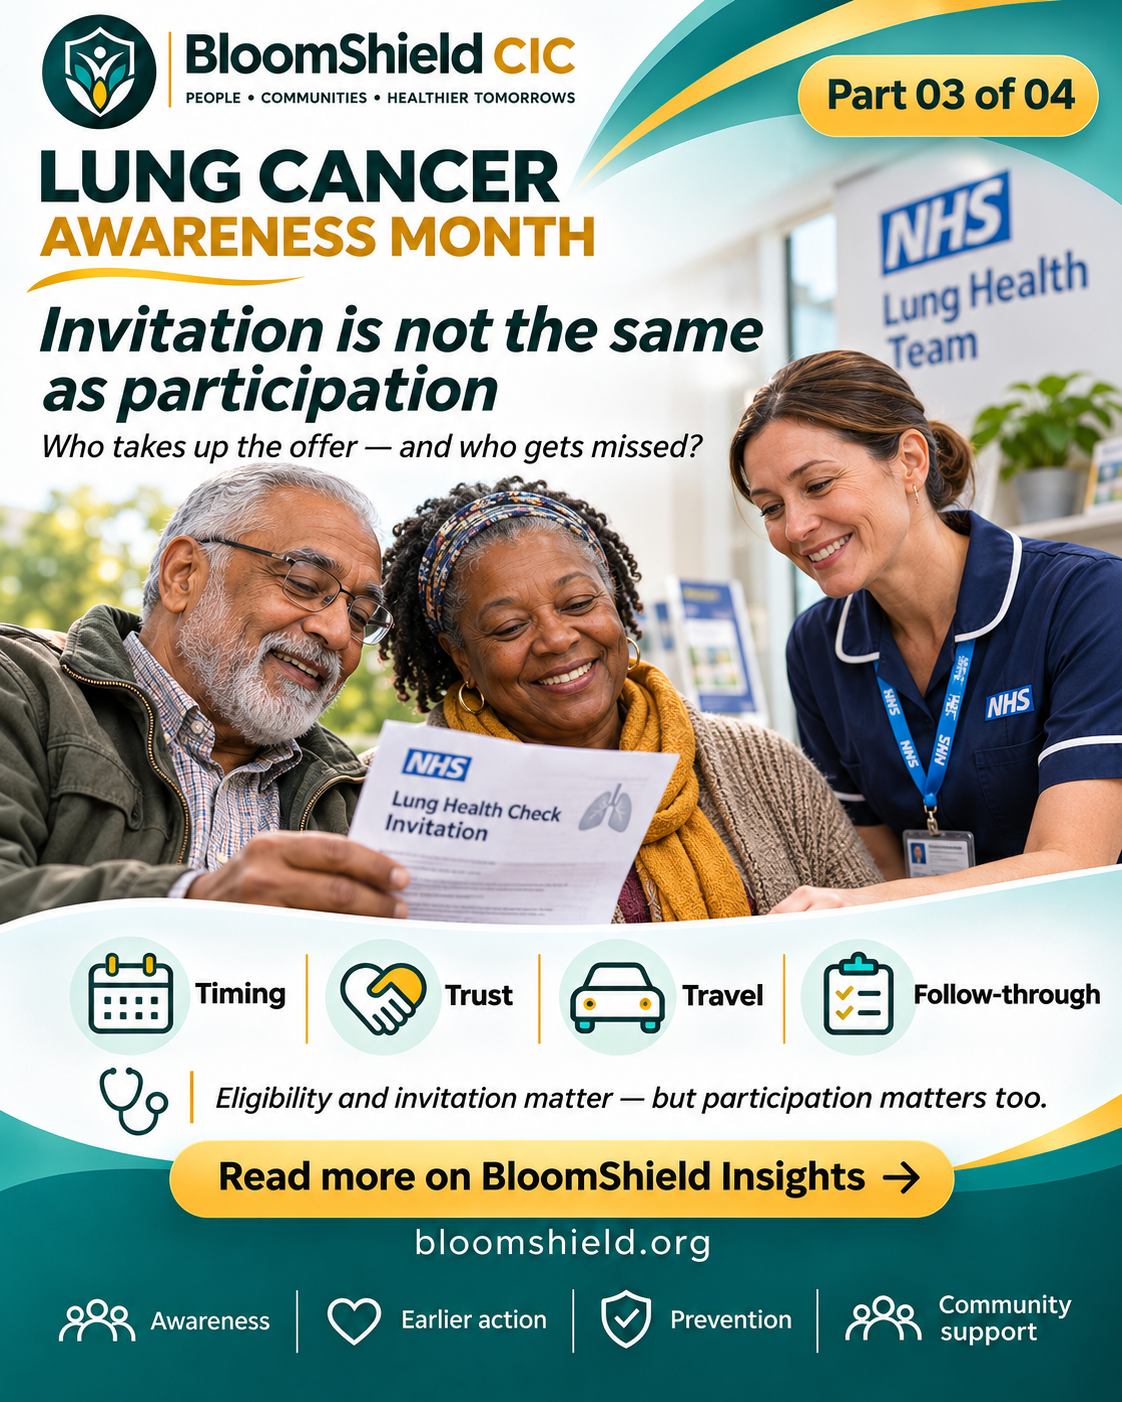 BloomShield CIC
PEOPLE • COMMUNITIES • HEALTHIER TOMORROWS
Part 03 of 04
LUNG CANCER
AWARENESS MONTH
Invitation is not the same
as participation
Who takes up the offer — and who gets missed?
NHS
Lung Health
Team
NHS
Lung Health Check
Invitation
NHS
NHS
NHS
NHS
Timing
Trust
Travel
Follow-through
Eligibility and invitation matter — but participation matters too.
Read more on BloomShield Insights →
bloomshield.org
Awareness
Earlier action
Prevention
Community
support